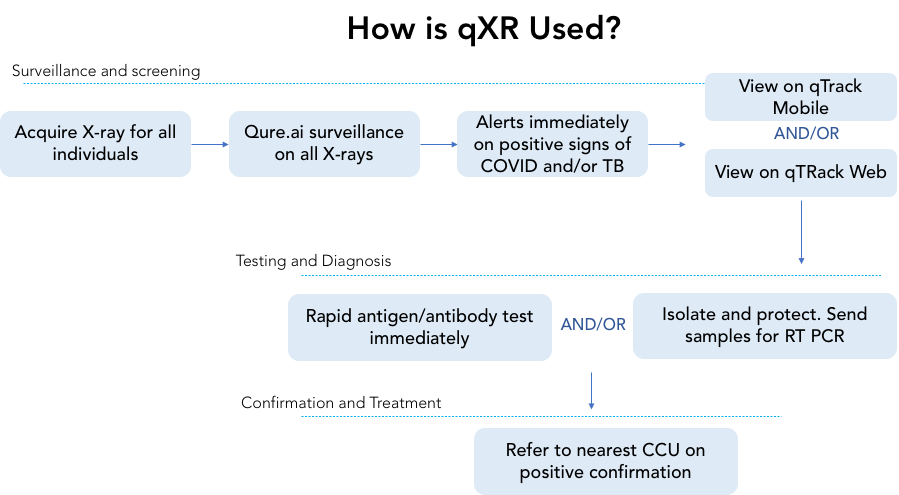 How is qXR Used?
Surveillance and screening
Acquire X-ray for all
individuals
Qure.ai surveillance
on all X-rays
Alerts immediately
on positive signs of
COVID and/or TB
View on qTrack
Mobile
AND/OR
View on qTRack Web
Testing and Diagnosis
Rapid antigen/antibody test
immediately
AND/OR
Isolate and protect. Send
samples for RT PCR
Confirmation and Treatment
Refer to nearest CCU on
positive confirmation